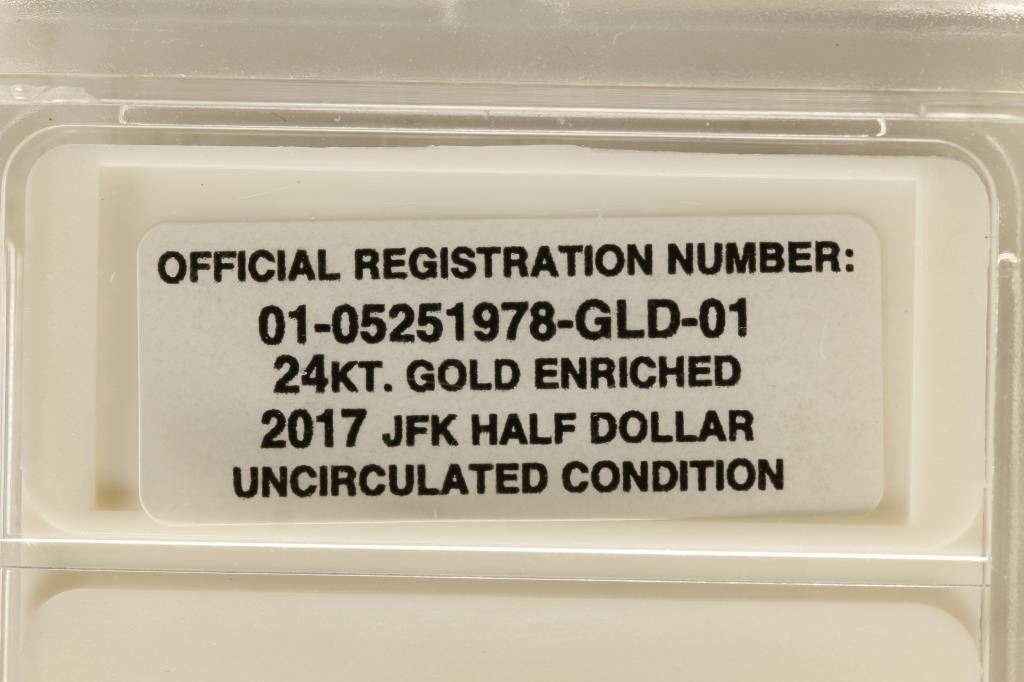 OFFICIAL REGISTRATION NUMBER:
01-05251978-GLD-01
24KT. GOLD ENRICHED
2017 JFK HALF DOLLAR
UNCIRCULATED CONDITION